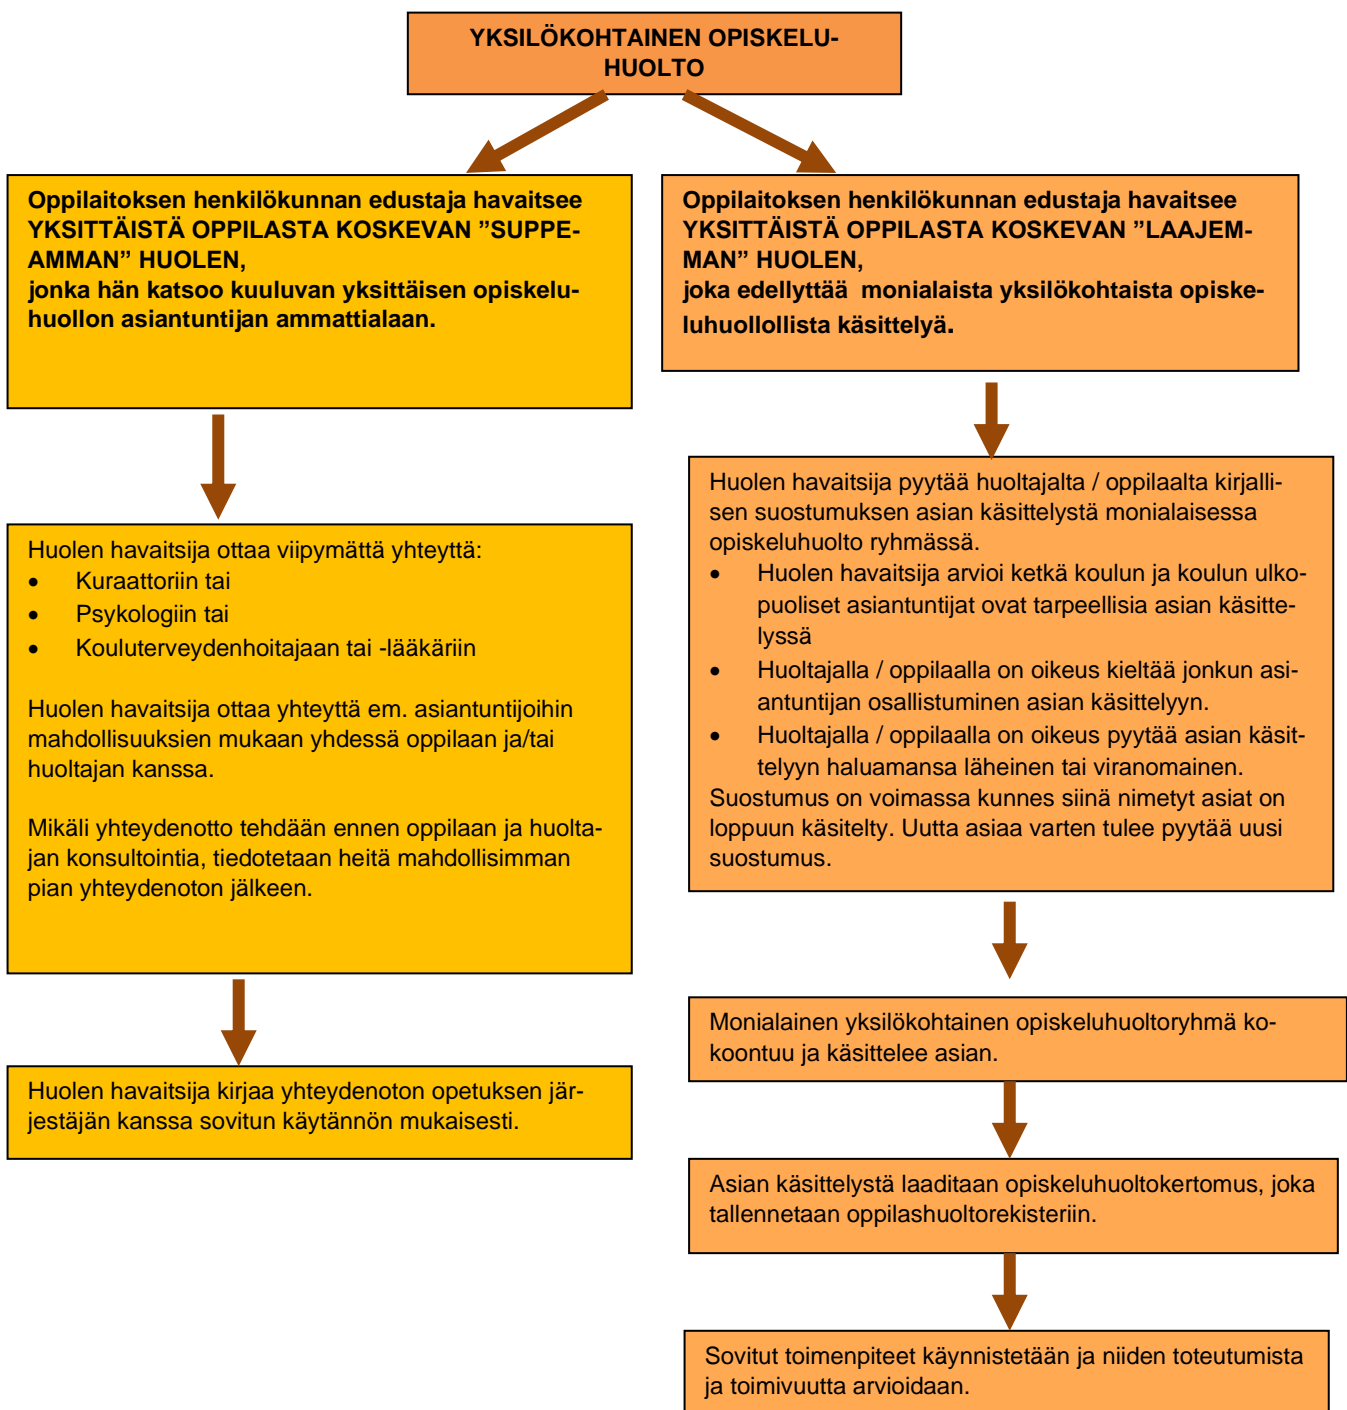 YKSILÖKOHTAINEN OPISKELU-
HUOLTO
Oppilaitoksen henkilökunnan edustaja havaitsee
YKSITTÄISTÄ OPPILASTA KOSKEVAN ”SUPPE-
AMMAN” HUOLEN,
jonka hän katsoo kuuluvan yksittäisen opiskelu-
huollon asiantuntijan ammattialaan.
Huolen havaitsija ottaa viipymättä yhteyttä:
• Kuraattoriin tai
• Psykologiin tai
• Kouluterveydenhoitajaan tai -lääkäriin
Huolen havaitsija ottaa yhteyttä em. asiantuntijoihin
mahdollisuuksien mukaan yhdessä oppilaan ja/tai
huoltajan kanssa.
Mikäli yhteydenotto tehdään ennen oppilaan ja huolta-
jan konsultointia, tiedotetaan heitä mahdollisimman
pian yhteydenoton jälkeen.
Huolen havaitsija kirjaa yhteydenoton opetuksen jär-
jestäjän kanssa sovitun käytännön mukaisesti.
Oppilaitoksen henkilökunnan edustaja havaitsee
YKSITTÄISTÄ OPPILASTA KOSKEVAN ”LAAJEM-
MAN” HUOLEN,
joka edellyttää monialaista yksilökohtaista opiske-
luhuollollista käsittelyä.
Huolen havaitsija pyytää huoltajalta / oppilaalta kirjalli-
sen suostumuksen asian käsittelystä monialaisessa
opiskeluhuolto ryhmässä.
• Huolen havaitsija arvioi ketkä koulun ja koulun ulko-
puoliset asiantuntijat ovat tarpeellisia asian käsitte-
lyssä
• Huoltajalla / oppilaalla on oikeus kieltää jonkun asi-
antuntijan osallistuminen asian käsittelyyn.
• Huoltajalla / oppilaalla on oikeus pyytää asian käsit-
telyyn haluamansa läheinen tai viranomainen.
Suostumus on voimassa kunnes siinä nimetyt asiat on
loppuun käsitelty. Uutta asiaa varten tulee pyytää uusi
suostumus.
Monialainen yksilökohtainen opiskeluhuoltoryhmä ko-
koontuu ja käsittelee asian.
Asian käsittelystä laaditaan opiskeluhuoltokertomus, joka
tallennetaan oppilashuoltorekisteriin.
Sovitut toimenpiteet käynnistetään ja niiden toteutumista
ja toimivuutta arvioidaan.